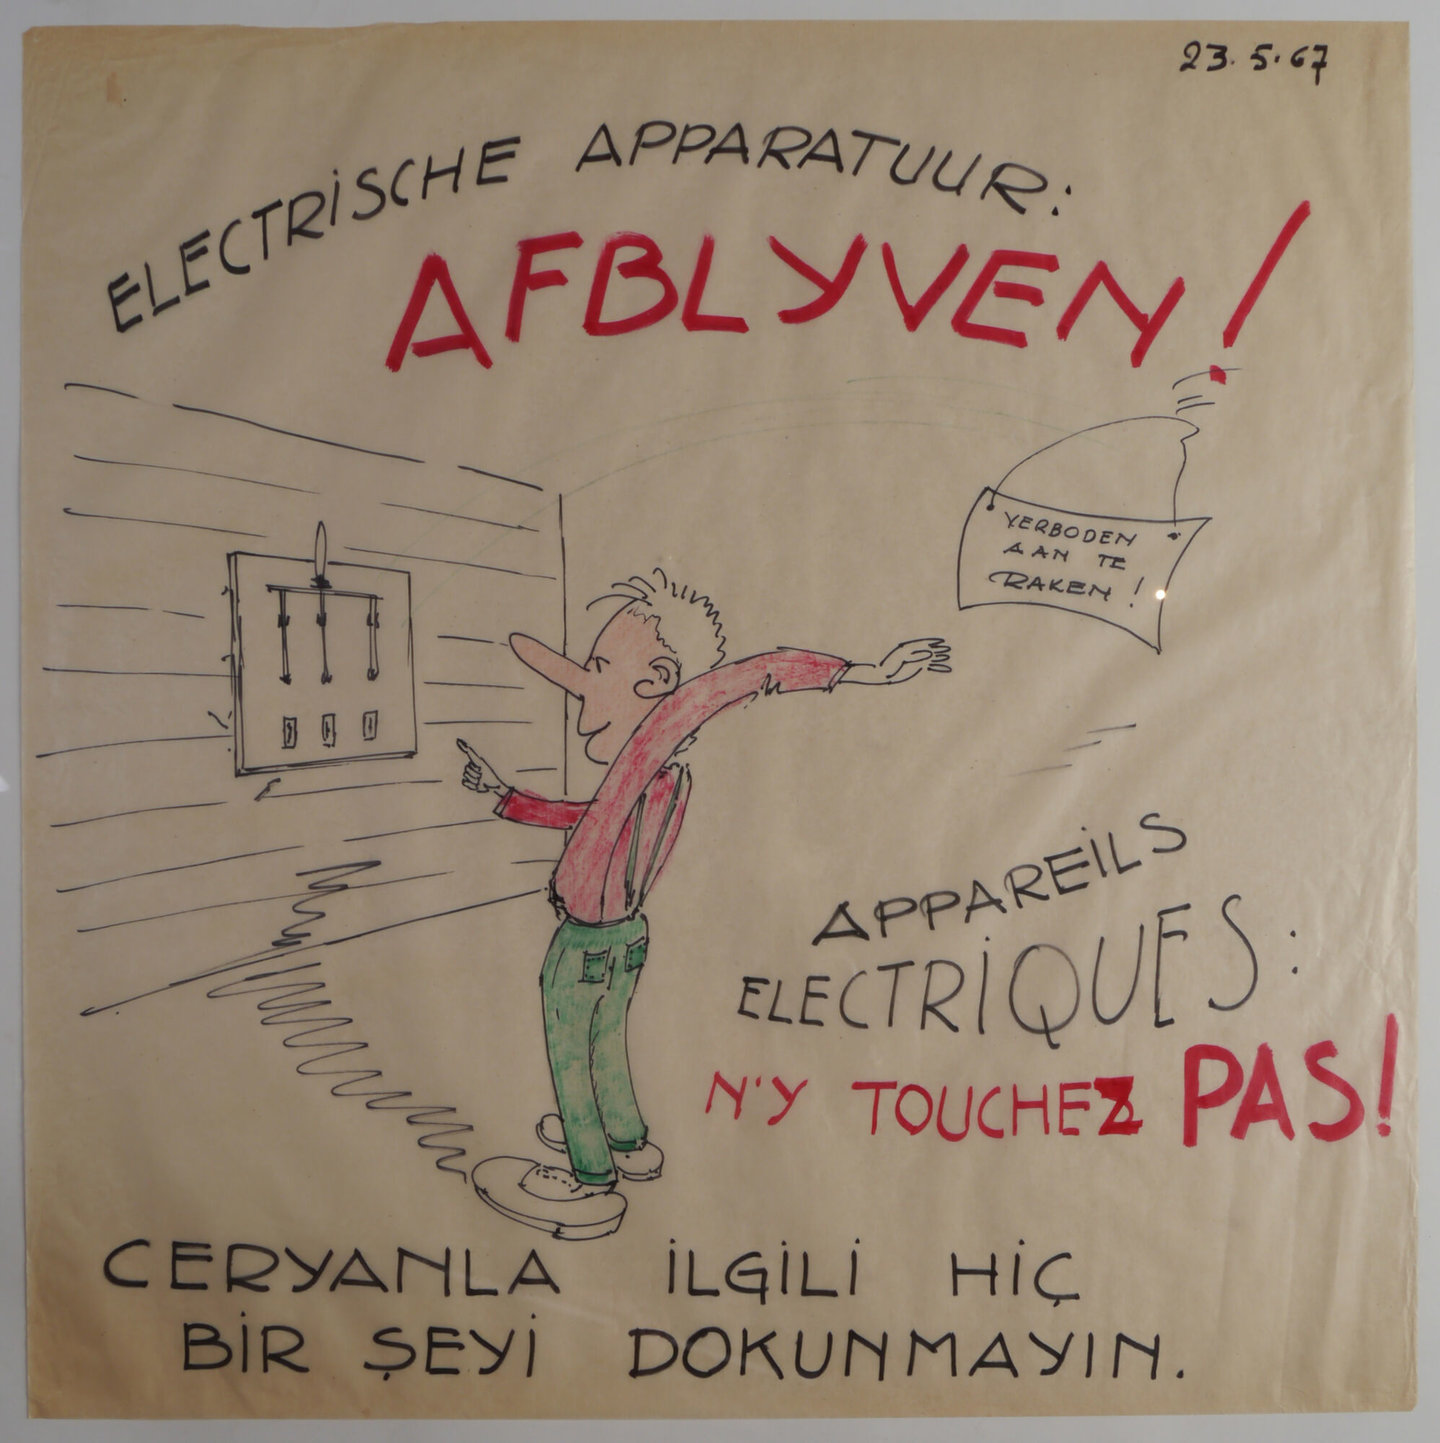 23.5.67
ELECTRISCHE APPARATUUR:
AFBLYVEN!
VERBODEN
AAN TE
RAKEN!
APPAREILS
ELECTRIQUES:
N'Y TOUCHEZ PAS!
CERYANLA İLGİLİ HİÇ
BİR ŞEYİ DOKUNMAYIN.